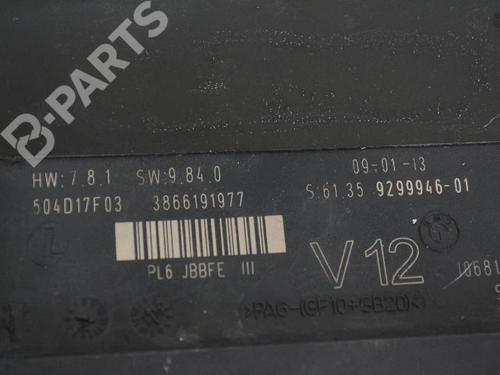 B-PARTS
HW:7.8.1 SW:9.84.0
09-01-13
504D17F03 3866191977
S:61.35 9299946-01
PL6 JBBFE III
V12
10681
>PA6-(GF10+GB20)<